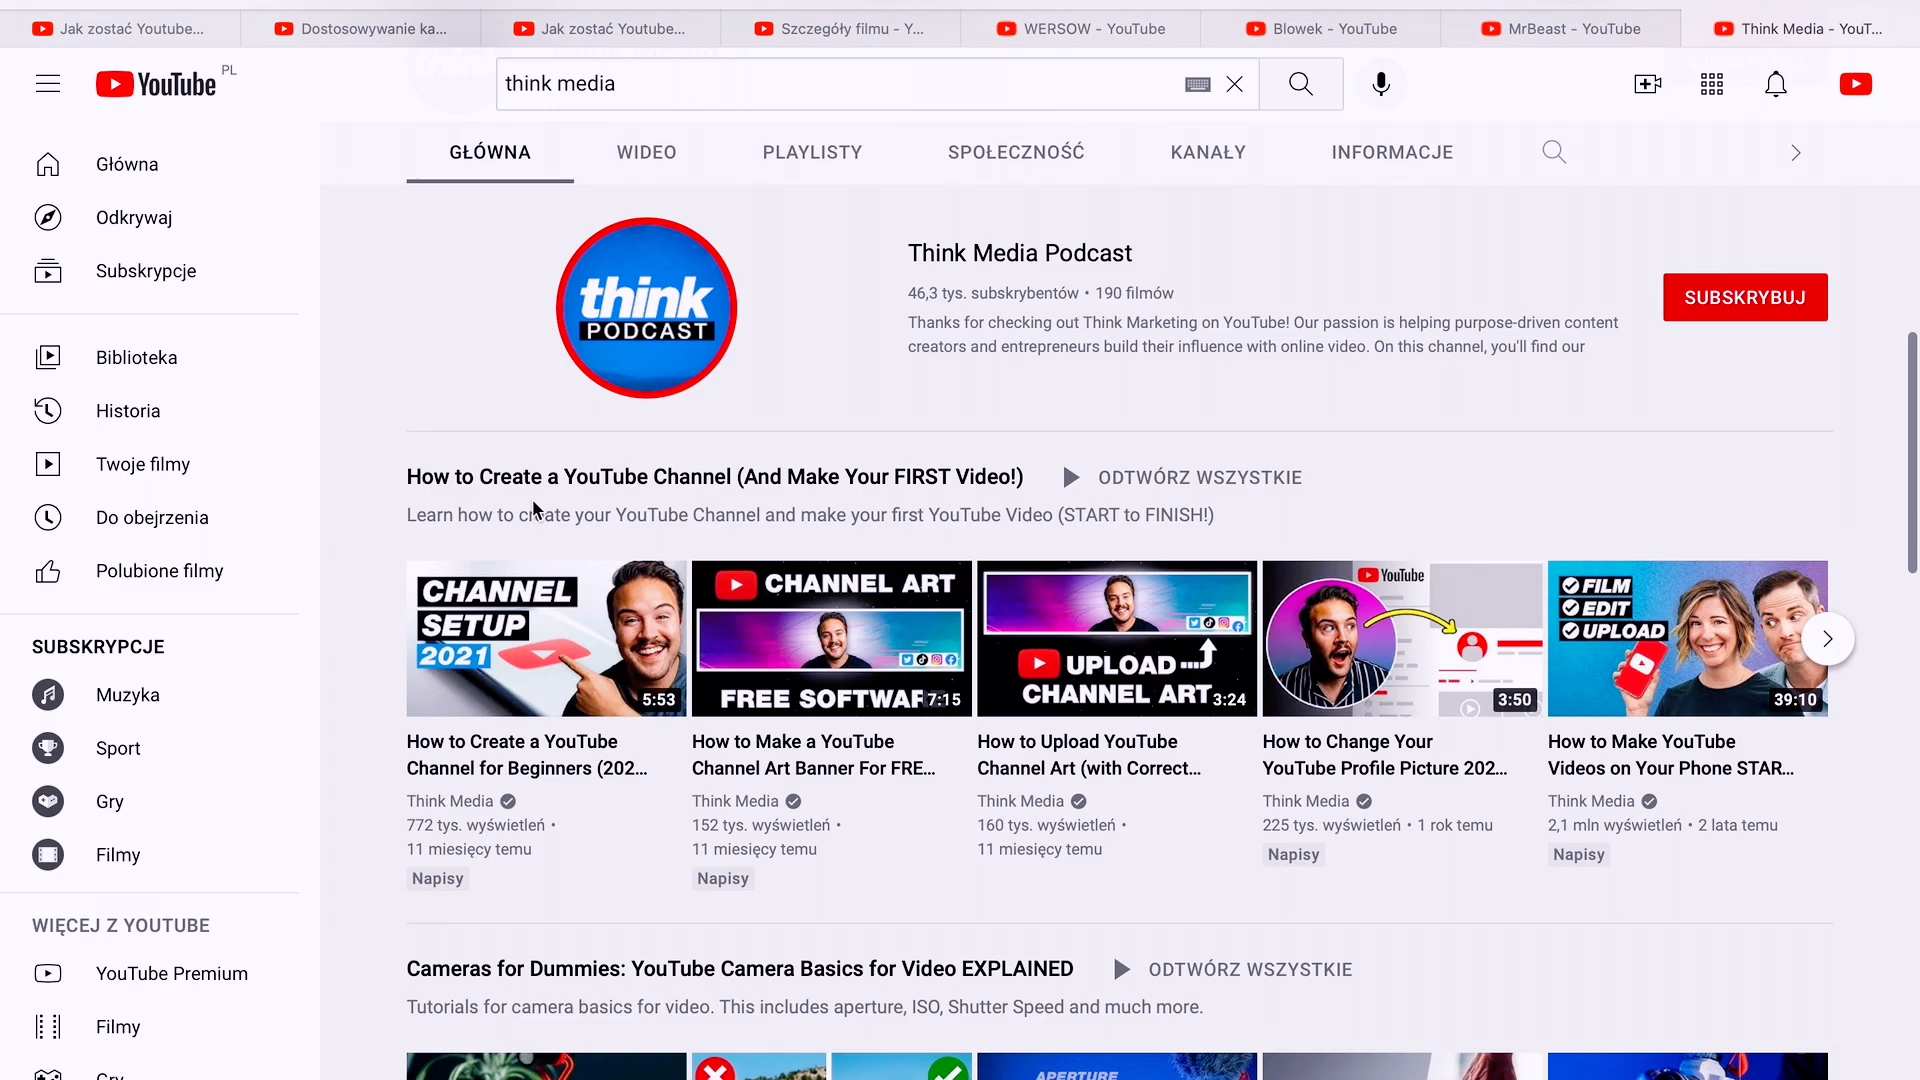 Jak zostać Youtube...
Dostosowywanie ka...
Jak zostać Youtube...
Szczegóły filmu - Y...
WERSOW - YouTube
Blowek - YouTube
MrBeast - YouTube
Think Media - YouT...
YouTube PL
think media
Główna
Odkrywaj
Subskrypcje
Biblioteka
Historia
Twoje filmy
Do obejrzenia
Polubione filmy
SUBSKRYPCJE
Muzyka
Sport
Gry
Filmy
WIĘCEJ Z YOUTUBE
YouTube Premium
Filmy
Gry
GŁÓWNA
WIDEO
PLAYLISTY
SPOŁECZNOŚĆ
KANAŁY
INFORMACJE
think
PODCAST
Think Media Podcast
46,3 tys. subskrybentów • 190 filmów
Thanks for checking out Think Marketing on YouTube! Our passion is helping purpose-driven content
creators and entrepreneurs build their influence with online video. On this channel, you'll find our
SUBSKRYBUJ
How to Create a YouTube Channel (And Make Your FIRST Video!)
ODTWÓRZ WSZYSTKIE
Learn how to create your YouTube Channel and make your first YouTube Video (START to FINISH!)
CHANNEL
SETUP
2021
5:53
How to Create a YouTube
Channel for Beginners (202...
Think Media
772 tys. wyświetleń •
11 miesięcy temu
Napisy
CHANNEL ART
FREE SOFTWAR
7:15
How to Make a YouTube
Channel Art Banner For FRE...
Think Media
152 tys. wyświetleń •
11 miesięcy temu
Napisy
UPLOAD...
CHANNEL ART
3:24
How to Upload YouTube
Channel Art (with Correct...
Think Media
160 tys. wyświetleń •
11 miesięcy temu
YouTube
3:50
How to Change Your
YouTube Profile Picture 202...
Think Media
225 tys. wyświetleń • 1 rok temu
Napisy
FILM
EDIT
UPLOAD
39:10
How to Make YouTube
Videos on Your Phone STAR...
Think Media
2,1 mln wyświetleń • 2 lata temu
Napisy
Cameras for Dummies: YouTube Camera Basics for Video EXPLAINED
ODTWÓRZ WSZYSTKIE
Tutorials for camera basics for video. This includes aperture, ISO, Shutter Speed and much more.
APERTURE